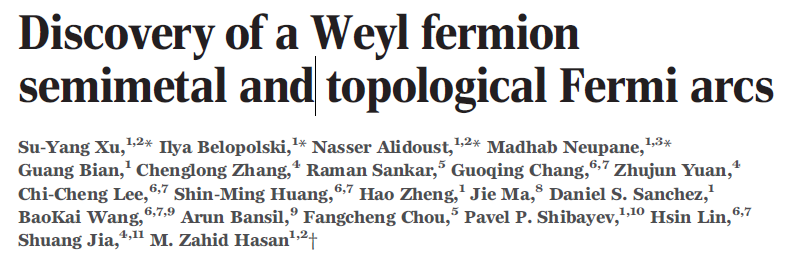 Discovery of a Weyl fermion
semimetal and topological Fermi arcs
Su-Yang Xu,1,2* Ilya Belopolski,1* Nasser Alidoust,1,2* Madhab Neupane,1,3*
Guang Bian,1 Chenglong Zhang,4 Raman Sankar,5 Guoqing Chang,6,7 Zhujun Yuan,4
Chi-Cheng Lee,6,7 Shin-Ming Huang,6,7 Hao Zheng,1 Jie Ma,8 Daniel S. Sanchez,1
BaoKai Wang,6,7,9 Arun Bansil,9 Fangcheng Chou,5 Pavel P. Shibayev,1,10 Hsin Lin,6,7
Shuang Jia,4,11 M. Zahid Hasan1,2†